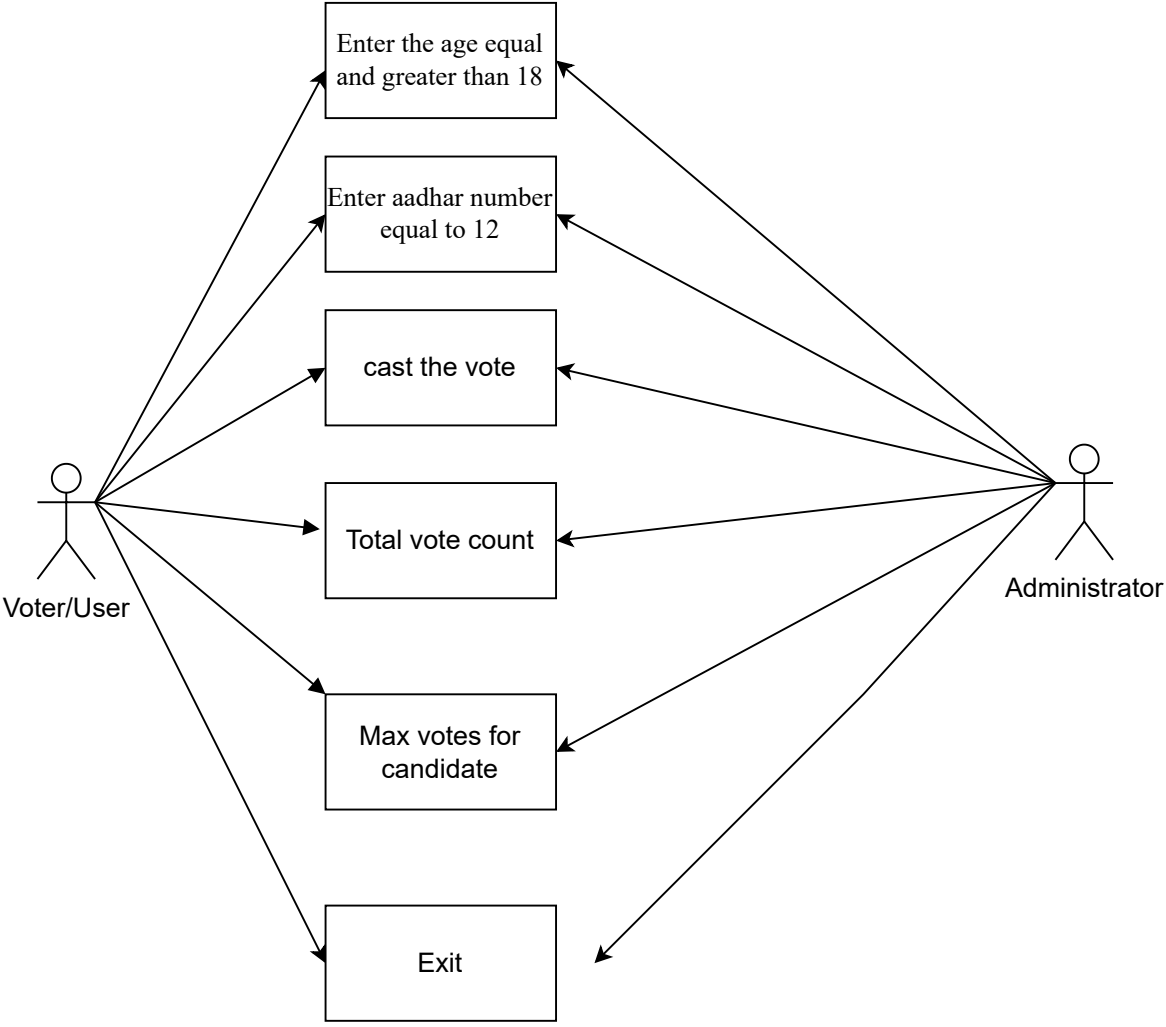 Enter the age equal
and greater than 18
Enter aadhar number
equal to 12
cast the vote
Total vote count
Voter/User
Administrator
Max votes for
candidate
Exit